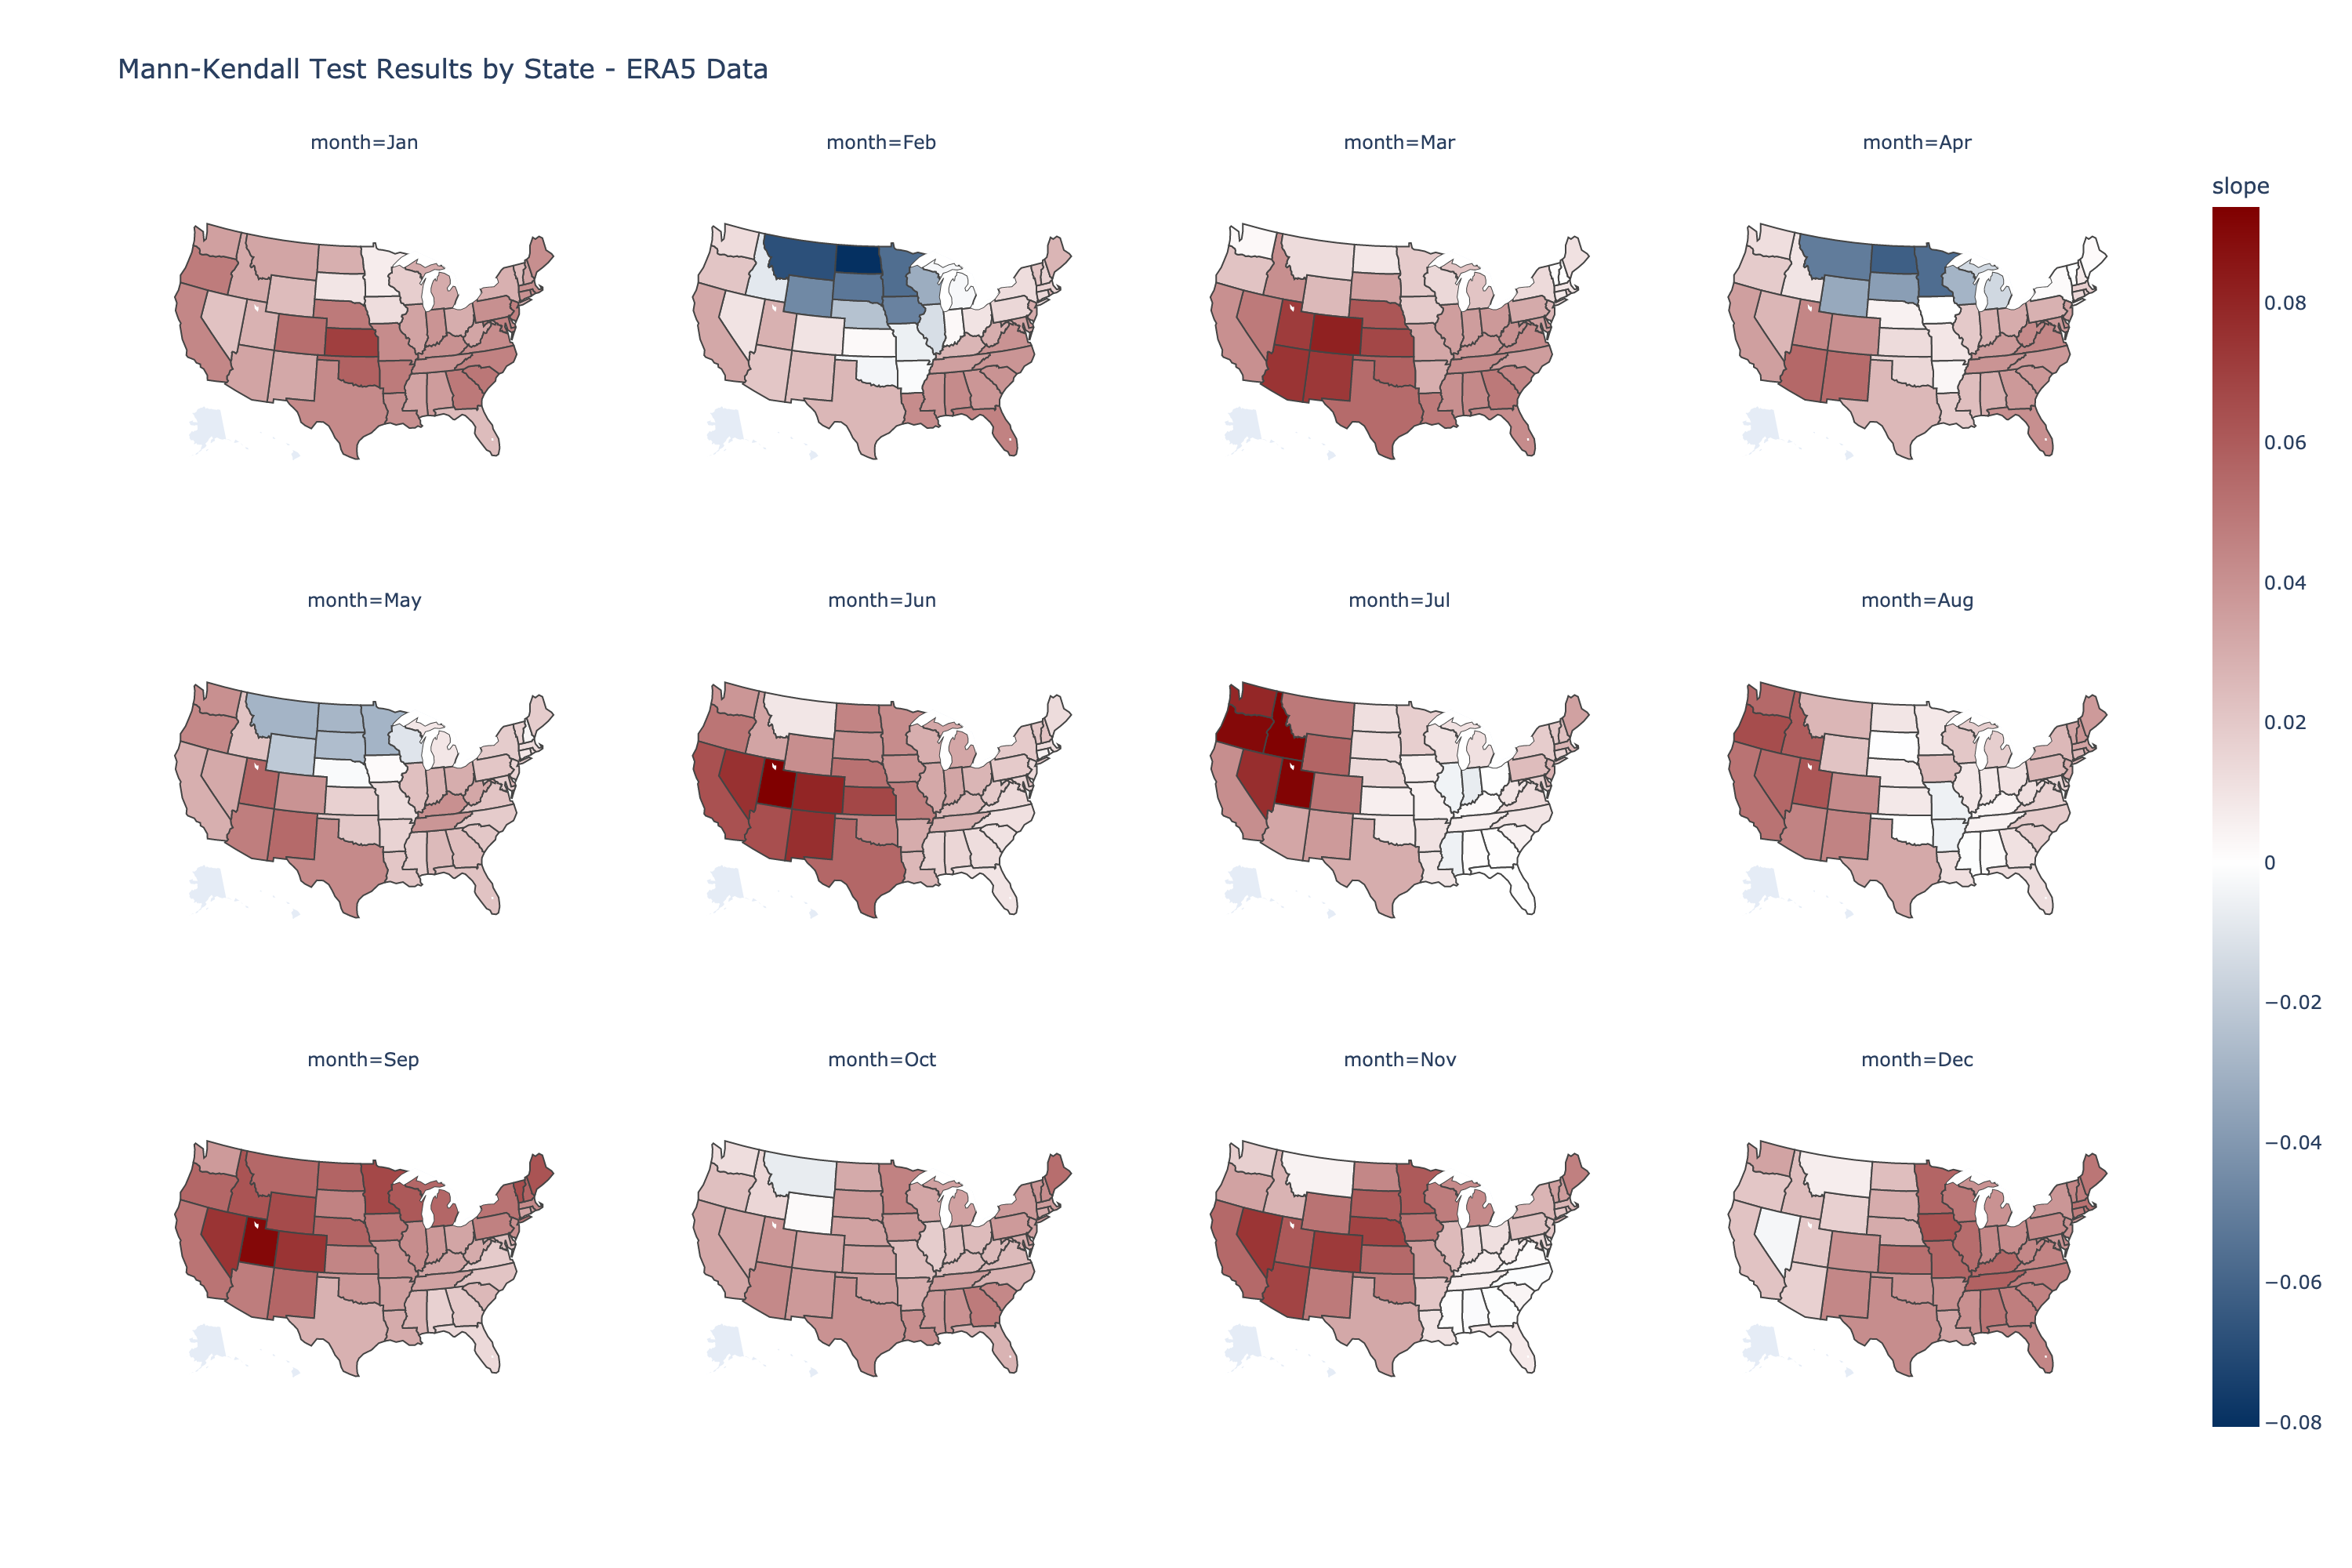 Mann-Kendall Test Results by State - ERA5 Data
month=Jan
month=Feb
month=Mar
month=Apr
slope
0.08
0.06
0.04
0.02
0
−0.02
−0.04
−0.06
−0.08
month=May
month=Jun
month=Jul
month=Aug
month=Sep
month=Oct
month=Nov
month=Dec